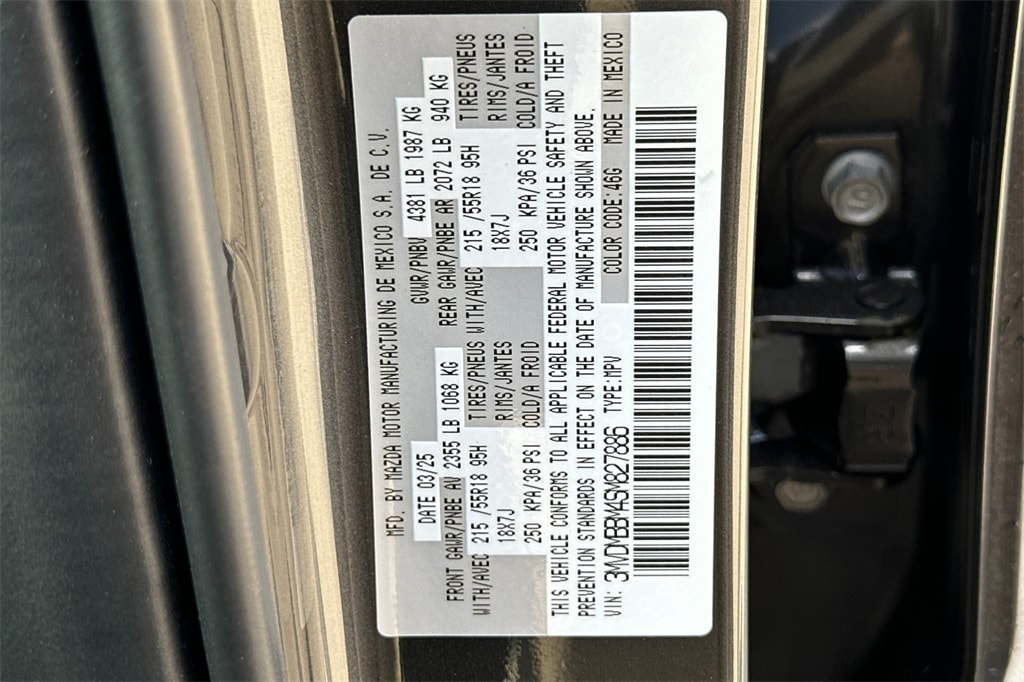 MFD. BY MAZDA MOTOR MANUFACTURING DE MEXICO S.A. DE C.V.
DATE 03/25 GVWR/PNBV 4381 LB 1987 KG
FRONT GAWR/PNBE AV 2355 LB 1068 KG REAR GAWR/PNBE AR 2072 LB 940 KG
WITH/AVEC 215 /55R18 95H TIRES/PNEUS WITH/AVEC 215 /55R18 95H TIRES/PNEUS
18X7J RIMS/JANTES 18X7J RIMS/JANTES
250 KPA/36 PSI COLD/A FROID 250 KPA/36 PSI COLD/A FROID
THIS VEHICLE CONFORMS TO ALL APPLICABLE FEDERAL MOTOR VEHICLE SAFETY AND THEFT
PREVENTION STANDARDS IN EFFECT ON THE DATE OF MANUFACTURE SHOWN ABOVE.
VIN: 3MVDMBBM4SM827886 TYPE:MPV COLOR CODE:46G MADE IN MEXICO